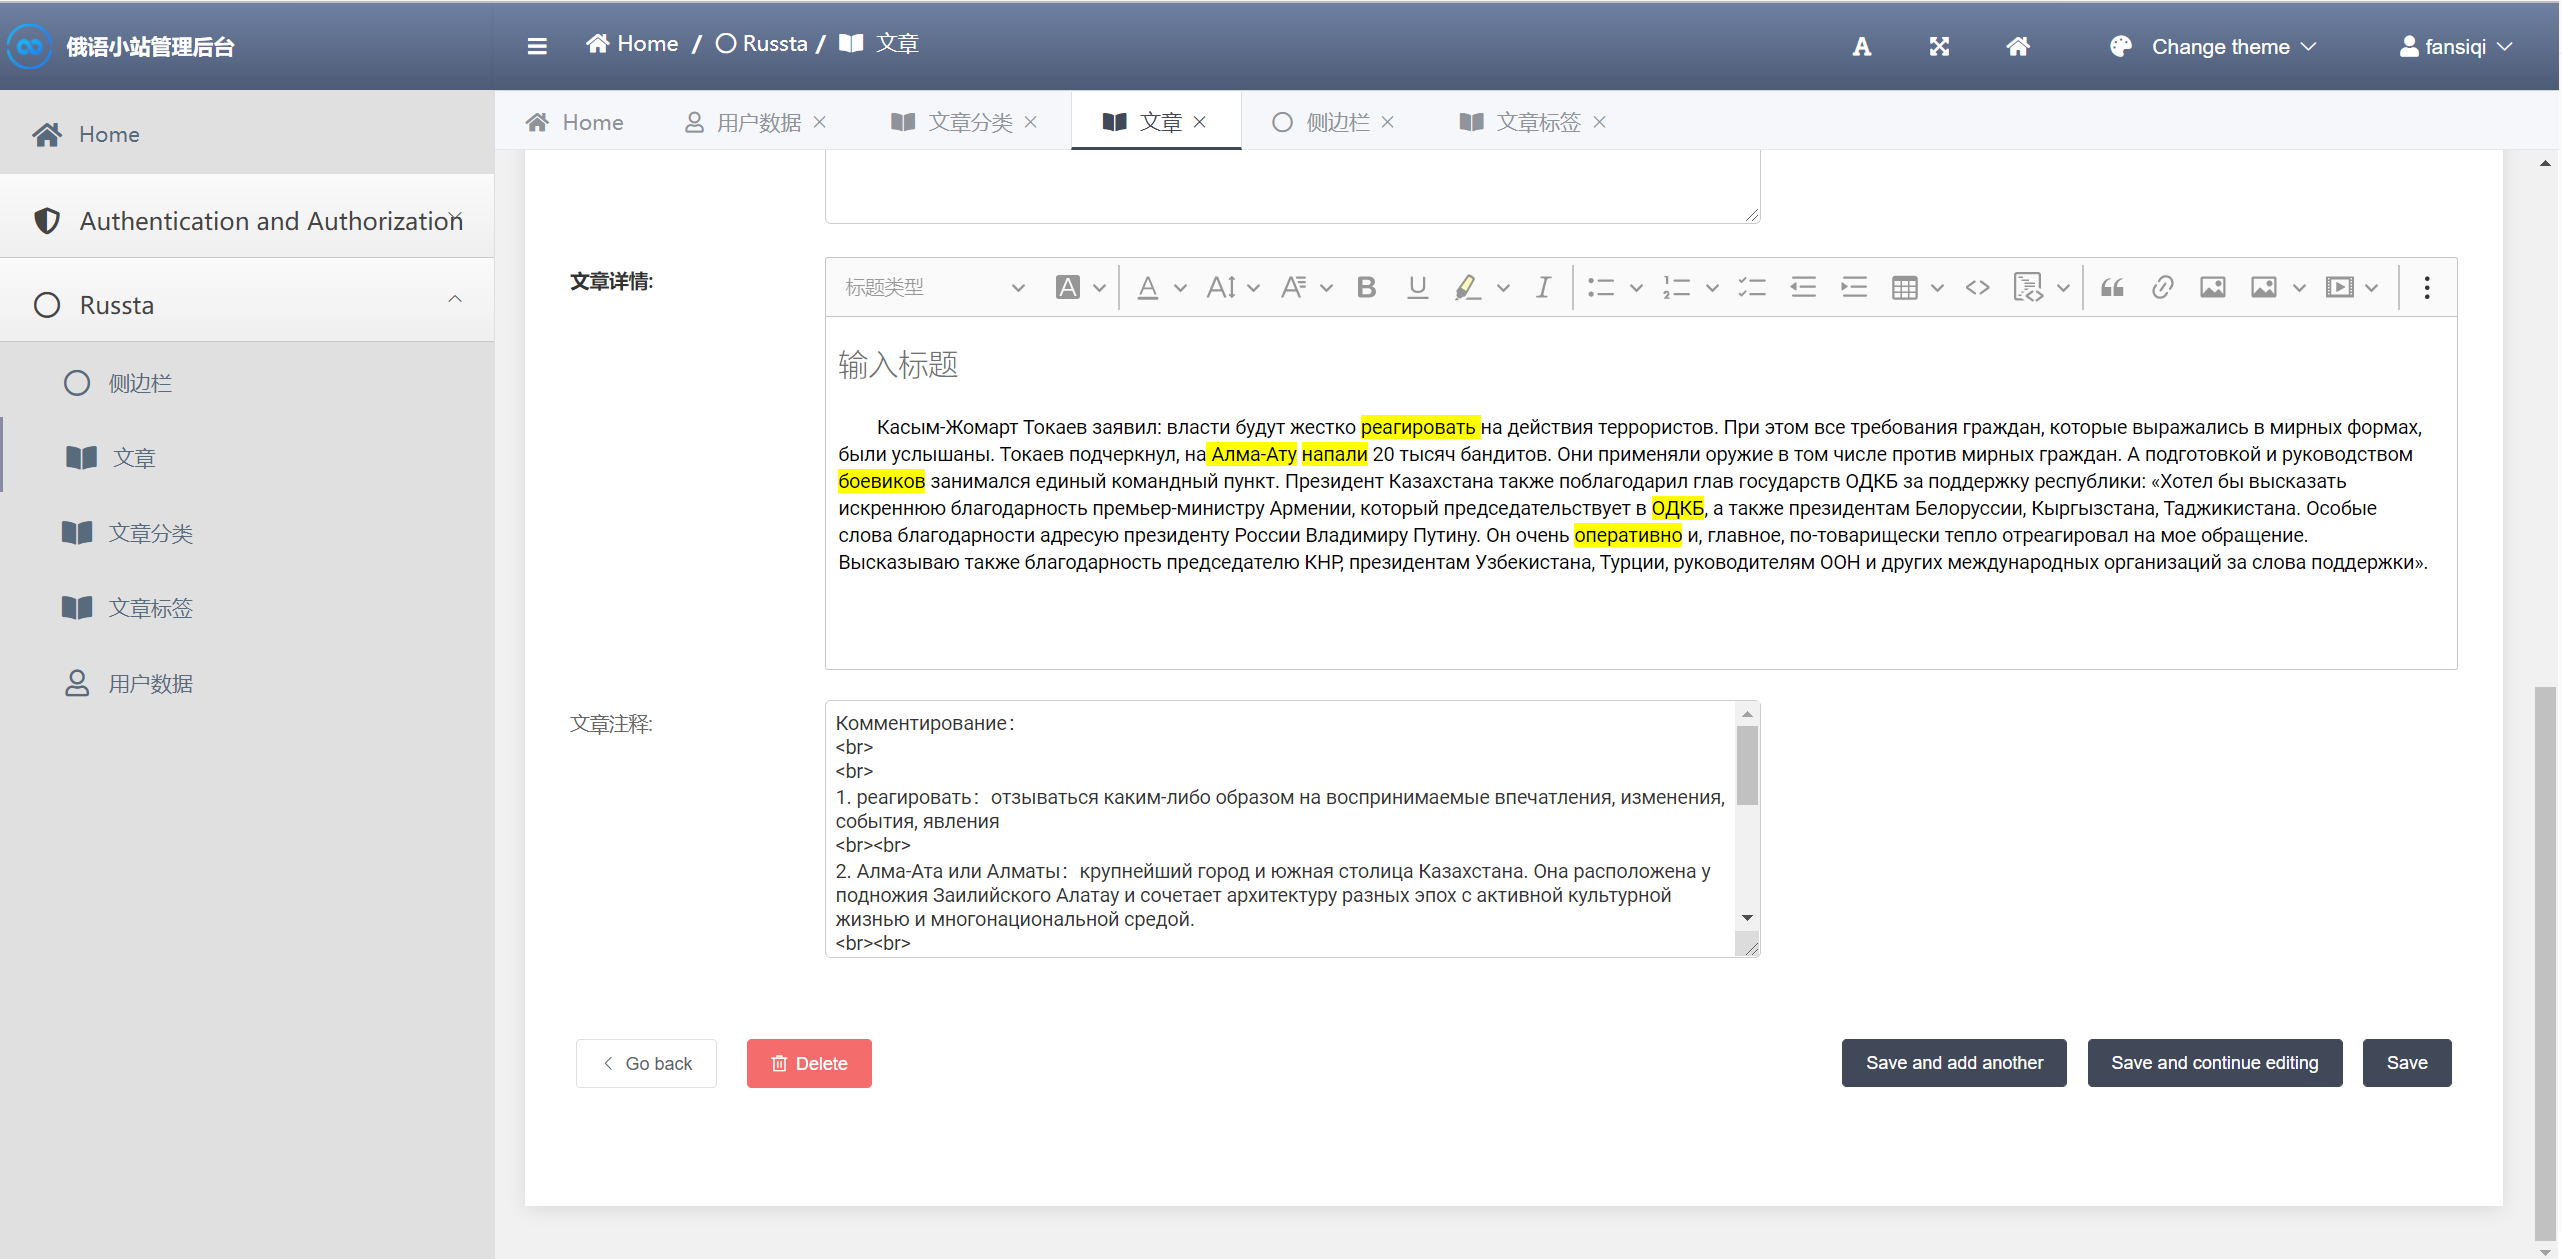 俄语小站管理后台
Home / Russta / 文章
Change theme
fansiqi
Home
用户数据
文章分类
文章
侧边栏
文章标签
Home
Authentication and Authorization
Russta
侧边栏
文章
文章分类
文章标签
用户数据
文章详情:
标题类型
输入标题
Касым-Жомарт Токаев заявил: власти будут жестко реагировать на действия террористов. При этом все требования граждан, которые выражались в мирных формах,
были услышаны. Токаев подчеркнул, на Алма-Ату напали 20 тысяч бандитов. Они применяли оружие в том числе против мирных граждан. А подготовкой и руководством
боевиков занимался единый командный пункт. Президент Казахстана также поблагодарил глав государств ОДКБ за поддержку республики: «Хотел бы высказать
искреннюю благодарность премьер-министру Армении, который председательствует в ОДКБ, а также президентам Белоруссии, Кыргызстана, Таджикистана. Особые
слова благодарности адресую президенту России Владимиру Путину. Он очень оперативно и, главное, по-товарищески тепло отреагировал на мое обращение.
Высказываю также благодарность председателю КНР, президентам Узбекистана, Турции, руководителям ООН и других международных организаций за слова поддержки».
文章注释:
Комментирование：
<br>
<br>
1. реагировать：отзываться каким-либо образом на воспринимаемые впечатления, изменения,
события, явления
<br><br>
2. Алма-Ата или Алматы：крупнейший город и южная столица Казахстана. Она расположена у
подножия Заилийского Алатау и сочетает архитектуру разных эпох с активной культурной
жизнью и многонациональной средой.
<br><br>
Go back
Delete
Save and add another
Save and continue editing
Save